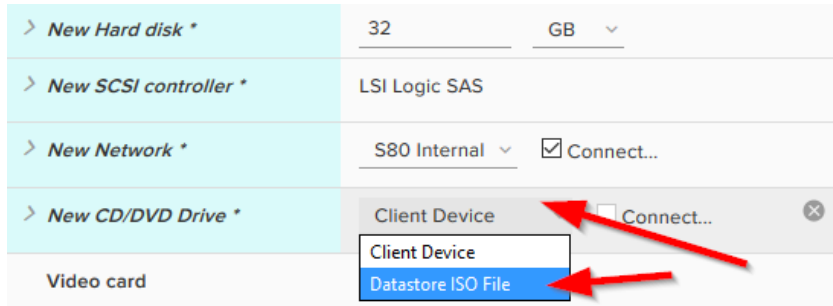 New Hard disk * 32 GB
New SCSI controller * LSI Logic SAS
New Network * S80 Internal Connect...
New CD/DVD Drive * Client Device Connect...
Client Device
Video card Datastore ISO File